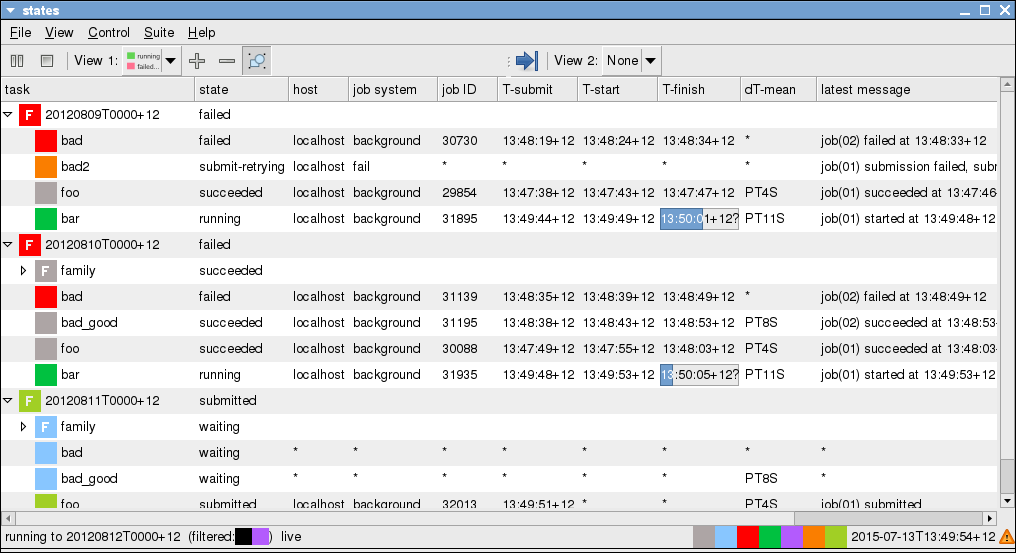 states
File View Control Suite Help
View 1: running failed... View 2: None
task state host job system job ID T-submit T-start T-finish dT-mean latest message
F 20120809T0000+12 failed
bad failed localhost background 30730 13:48:19+12 13:48:24+12 13:48:34+12 * job(02) failed at 13:48:33+12
bad2 submit-retrying localhost fail * * * * job(01) submission failed, subm
foo succeeded localhost background 29854 13:47:38+12 13:47:43+12 13:47:47+12 PT4S job(01) succeeded at 13:47:46
bar running localhost background 31895 13:49:44+12 13:49:49+12 13:50:01+12? PT11S job(01) started at 13:49:48+12
F 20120810T0000+12 failed
F family succeeded
bad failed localhost background 31139 13:48:35+12 13:48:39+12 13:48:49+12 * job(02) failed at 13:48:49+12
bad_good succeeded localhost background 31195 13:48:38+12 13:48:43+12 13:48:53+12 PT8S job(02) succeeded at 13:48:53
foo succeeded localhost background 30088 13:47:49+12 13:47:55+12 13:48:03+12 PT4S job(01) succeeded at 13:48:03
bar running localhost background 31935 13:49:48+12 13:49:53+12 13:50:05+12? PT11S job(01) started at 13:49:53+12
F 20120811T0000+12 submitted
F family waiting
bad waiting * * * * * * * *
bad_good waiting * * * * * * PT8S *
foo submitted localhost background 32013 13:49:51+12 * * PT4S job(01) submitted
running to 20120812T0000+12 (filtered: ) live 2015-07-13T13:49:54+12